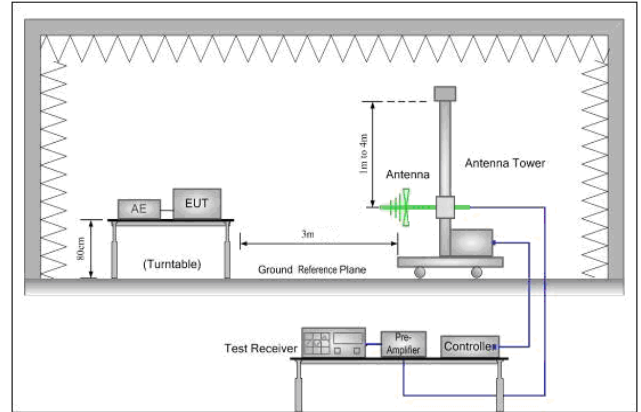 1m to 4m
Antenna
Antenna Tower
AE
EUT
80cm
(Turntable)
3m
Ground Reference Plane
Test Receiver
Pre-
Amplifier
Controller